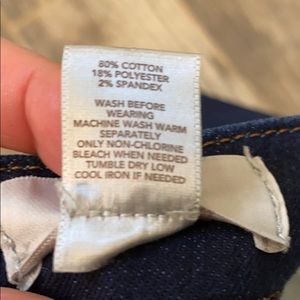 80% COTTON
18% POLYESTER
2% SPANDEX
WASH BEFORE
WEARING
MACHINE WASH WARM
SEPARATELY
ONLY NON-CHLORINE
BLEACH WHEN NEEDED
TUMBLE DRY LOW
COOL IRON IF NEEDED